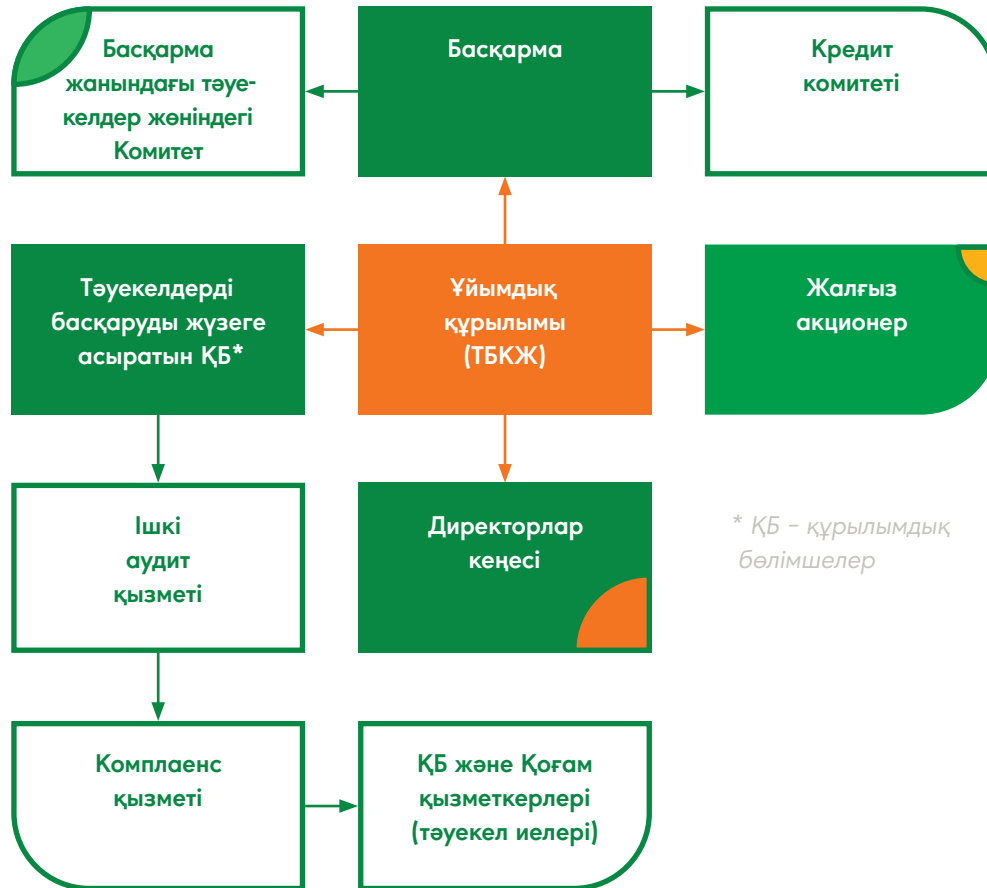 Басқарма
жанындағы тәуе-
келдер жөніндегі
Комитет
Басқарма
Кредит
комитеті
Тәуекелдерді
басқаруды жүзеге
асыратын ҚБ*
Ұйымдық
құрылымы
(ТБКЖ)
Жалғыз
акционер
Ішкі
аудит
қызметі
Директорлар
кеңесі
* ҚБ - құрылымдық
бөлімшелер
Комплаенс
қызметі
ҚБ және Қоғам
қызметкерлері
(тәуекел иелері)